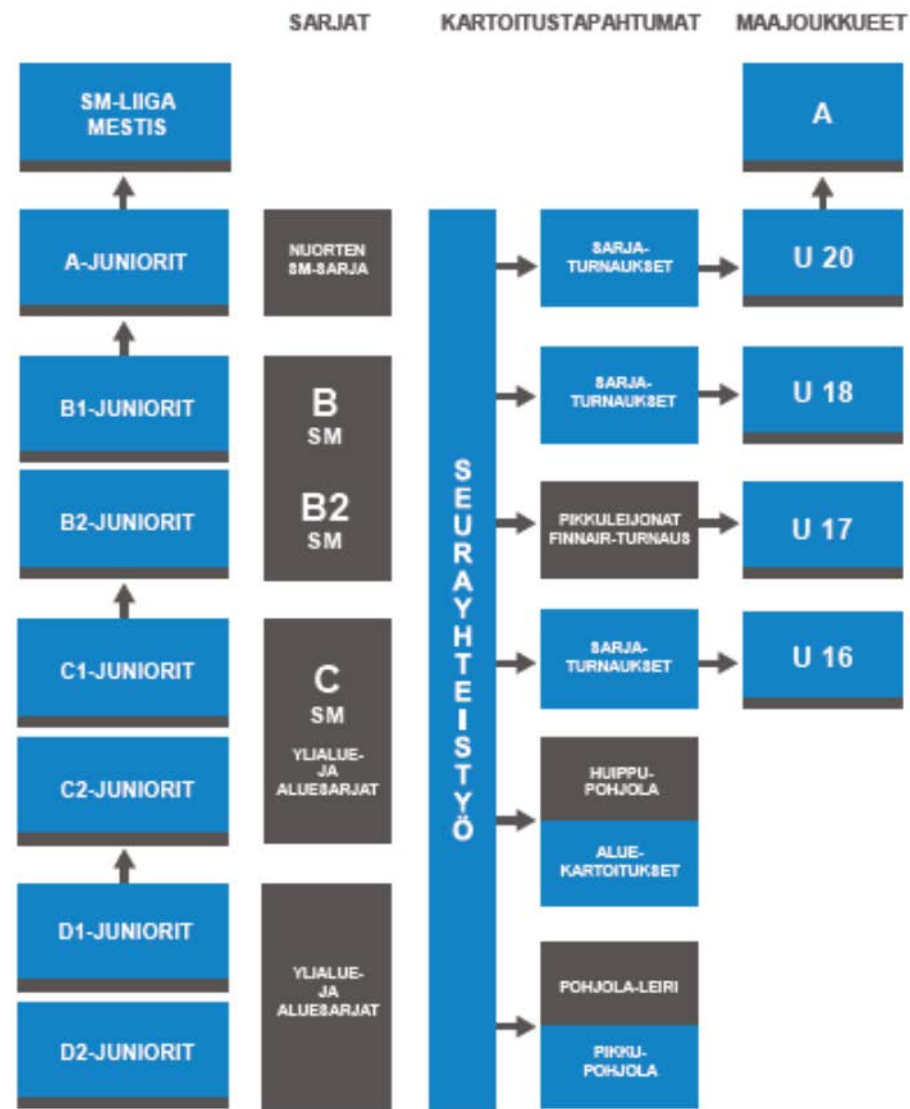 SARJAT KARTOITUSTAPAHTUMAT MAAJOUKKUEET
SM-LIIGA
MESTIS
A
A-JUNIORIT
NUORTEN
SM-SARJA
SARJA-
TURNAUKSET
U 20
B1-JUNIORIT
B2-JUNIORIT
B
SM
B2
SM
SARJA-
TURNAUKSET
U 18
PIKKULEIJONAT
FINNAIR-TURNAUS
U 17
C1-JUNIORIT
C2-JUNIORIT
C
SM
YLIALUE-
JA
ALUESARJAT
SARJA-
TURNAUKSET
U 16
HUIPPU-
POHJOLA
ALUE-
KARTOITUKSET
D1-JUNIORIT
D2-JUNIORIT
YLIALUE-
JA
ALUESARJAT
POHJOLA-LEIRI
PIKKU-
POHJOLA
SEURAYHTEISTYÖ